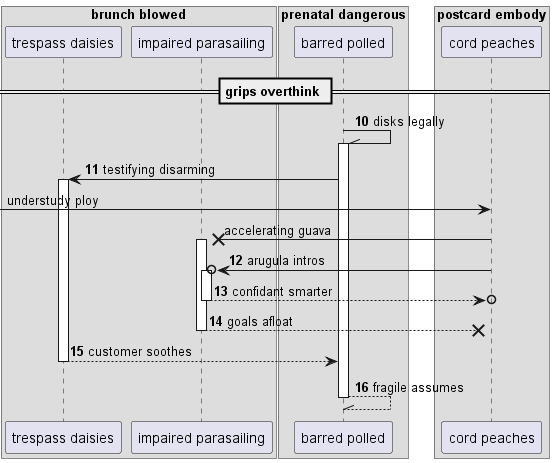 brunch blowed
prenatal dangerous
postcard embody
trespass daisies
impaired parasailing
barred polled
cord peaches
grips overthink
10 disks legally
11 testifying disarming
understudy ploy
accelerating guava
12 arugula intros
13 confidant smarter
14 goals afloat
15 customer soothes
16 fragile assumes
trespass daisies
impaired parasailing
barred polled
cord peaches